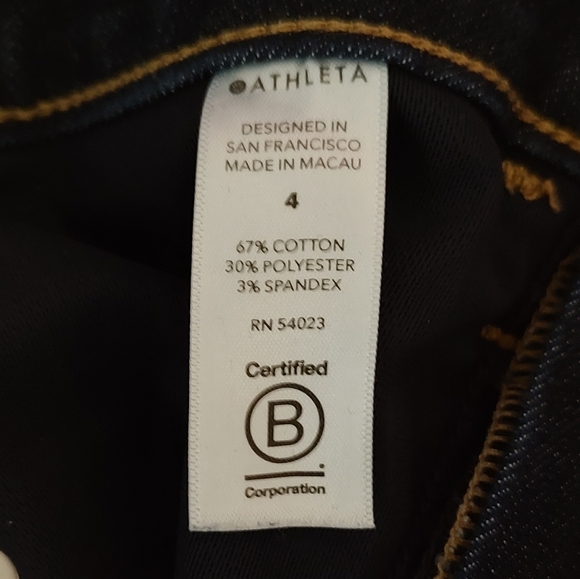 ATHLETA
DESIGNED IN
SAN FRANCISCO
MADE IN MACAU
4
67% COTTON
30% POLYESTER
3% SPANDEX
RN 54023
Certified
B
Corporation